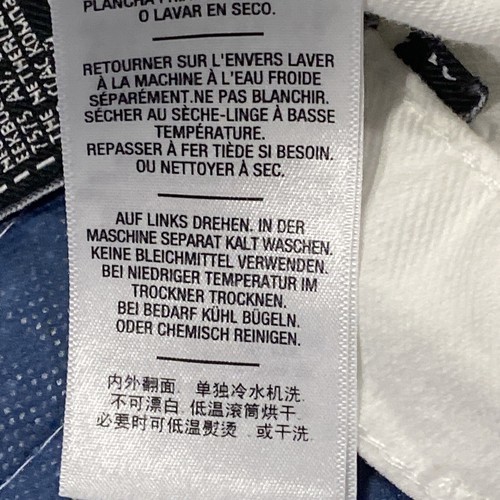 PLANCHA
O LAVAR EN SECO.
RETOURNER SUR L'ENVERS LAVER
À LA MACHINE À L'EAU FROIDE
SÉPARÉMENT.NE PAS BLANCHIR.
SÉCHER AU SÈCHE-LINGE À BASSE
TEMPÉRATURE.
REPASSER À FER TIÈDE SI BESOIN.
OU NETTOYER À SEC.
AUF LINKS DREHEN. IN DER
MASCHINE SEPARAT KALT WASCHEN.
KEINE BLEICHMITTEL VERWENDEN.
BEI NIEDRIGER TEMPERATUR IM
TROCKNER TROCKNEN.
BEI BEDARF KÜHL BÜGELN.
ODER CHEMISCH REINIGEN.
内外翻面. 单独冷水机洗.
不可漂白. 低温滚筒烘干.
必要时可低温熨烫. 或干洗.